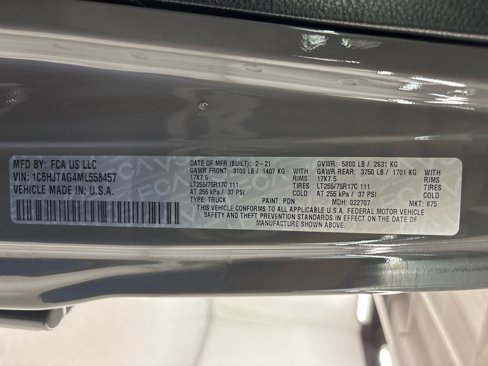 MFD BY: FCA US LLC
VIN: 1C6HJTAG4ML558457
VEHICLE MADE IN U.S.A.
DATE OF MFR (BUILT): 2-21
GAWR FRONT: 3100 LB / 1407 KG WITH
17X7.5 RIMS
LT255/75R17C 111 TIRES
AT 255 kPa / 37 PSI COLD
GVWR: 5800 LB / 2631 KG
GAWR REAR: 3750 LB / 1701 KG WITH
17X7.5 RIMS
LT255/75R17C 111 TIRES
AT 255 kPa / 37 PSI COLD
TYPE: TRUCK PAINT: PDN MDH: 022707 MKT: 875
THIS VEHICLE CONFORMS TO ALL APPLICABLE U.S.A. FEDERAL MOTOR VEHICLE
SAFETY AND THEFT PREVENTION STANDARDS IN EFFECT ON THE DATE OF
MANUFACTURE SHOWN ABOVE.